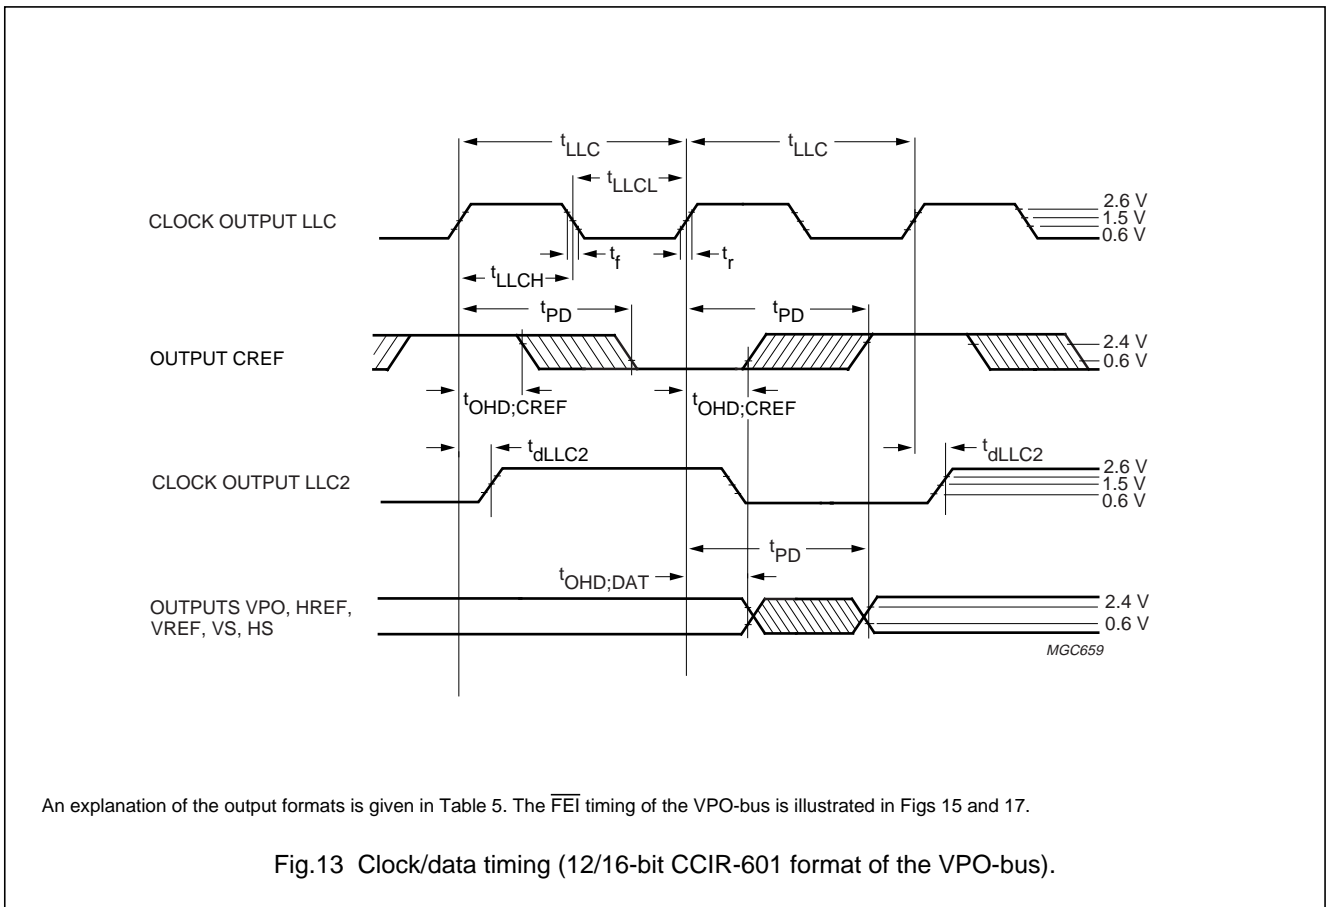 tLLC tLLC
tLLCL
CLOCK OUTPUT LLC
2.6 V
1.5 V
0.6 V
tf tr
tLLCH
tPD tPD
OUTPUT CREF
2.4 V
0.6 V
tOHD;CREF tOHD;CREF
tdLLC2 tdLLC2
CLOCK OUTPUT LLC2
2.6 V
1.5 V
0.6 V
tPD
tOHD;DAT
OUTPUTS VPO, HREF,
VREF, VS, HS
2.4 V
0.6 V
MGC659
An explanation of the output formats is given in Table 5. The FEI timing of the VPO-bus is illustrated in Figs 15 and 17.
Fig.13 Clock/data timing (12/16-bit CCIR-601 format of the VPO-bus).